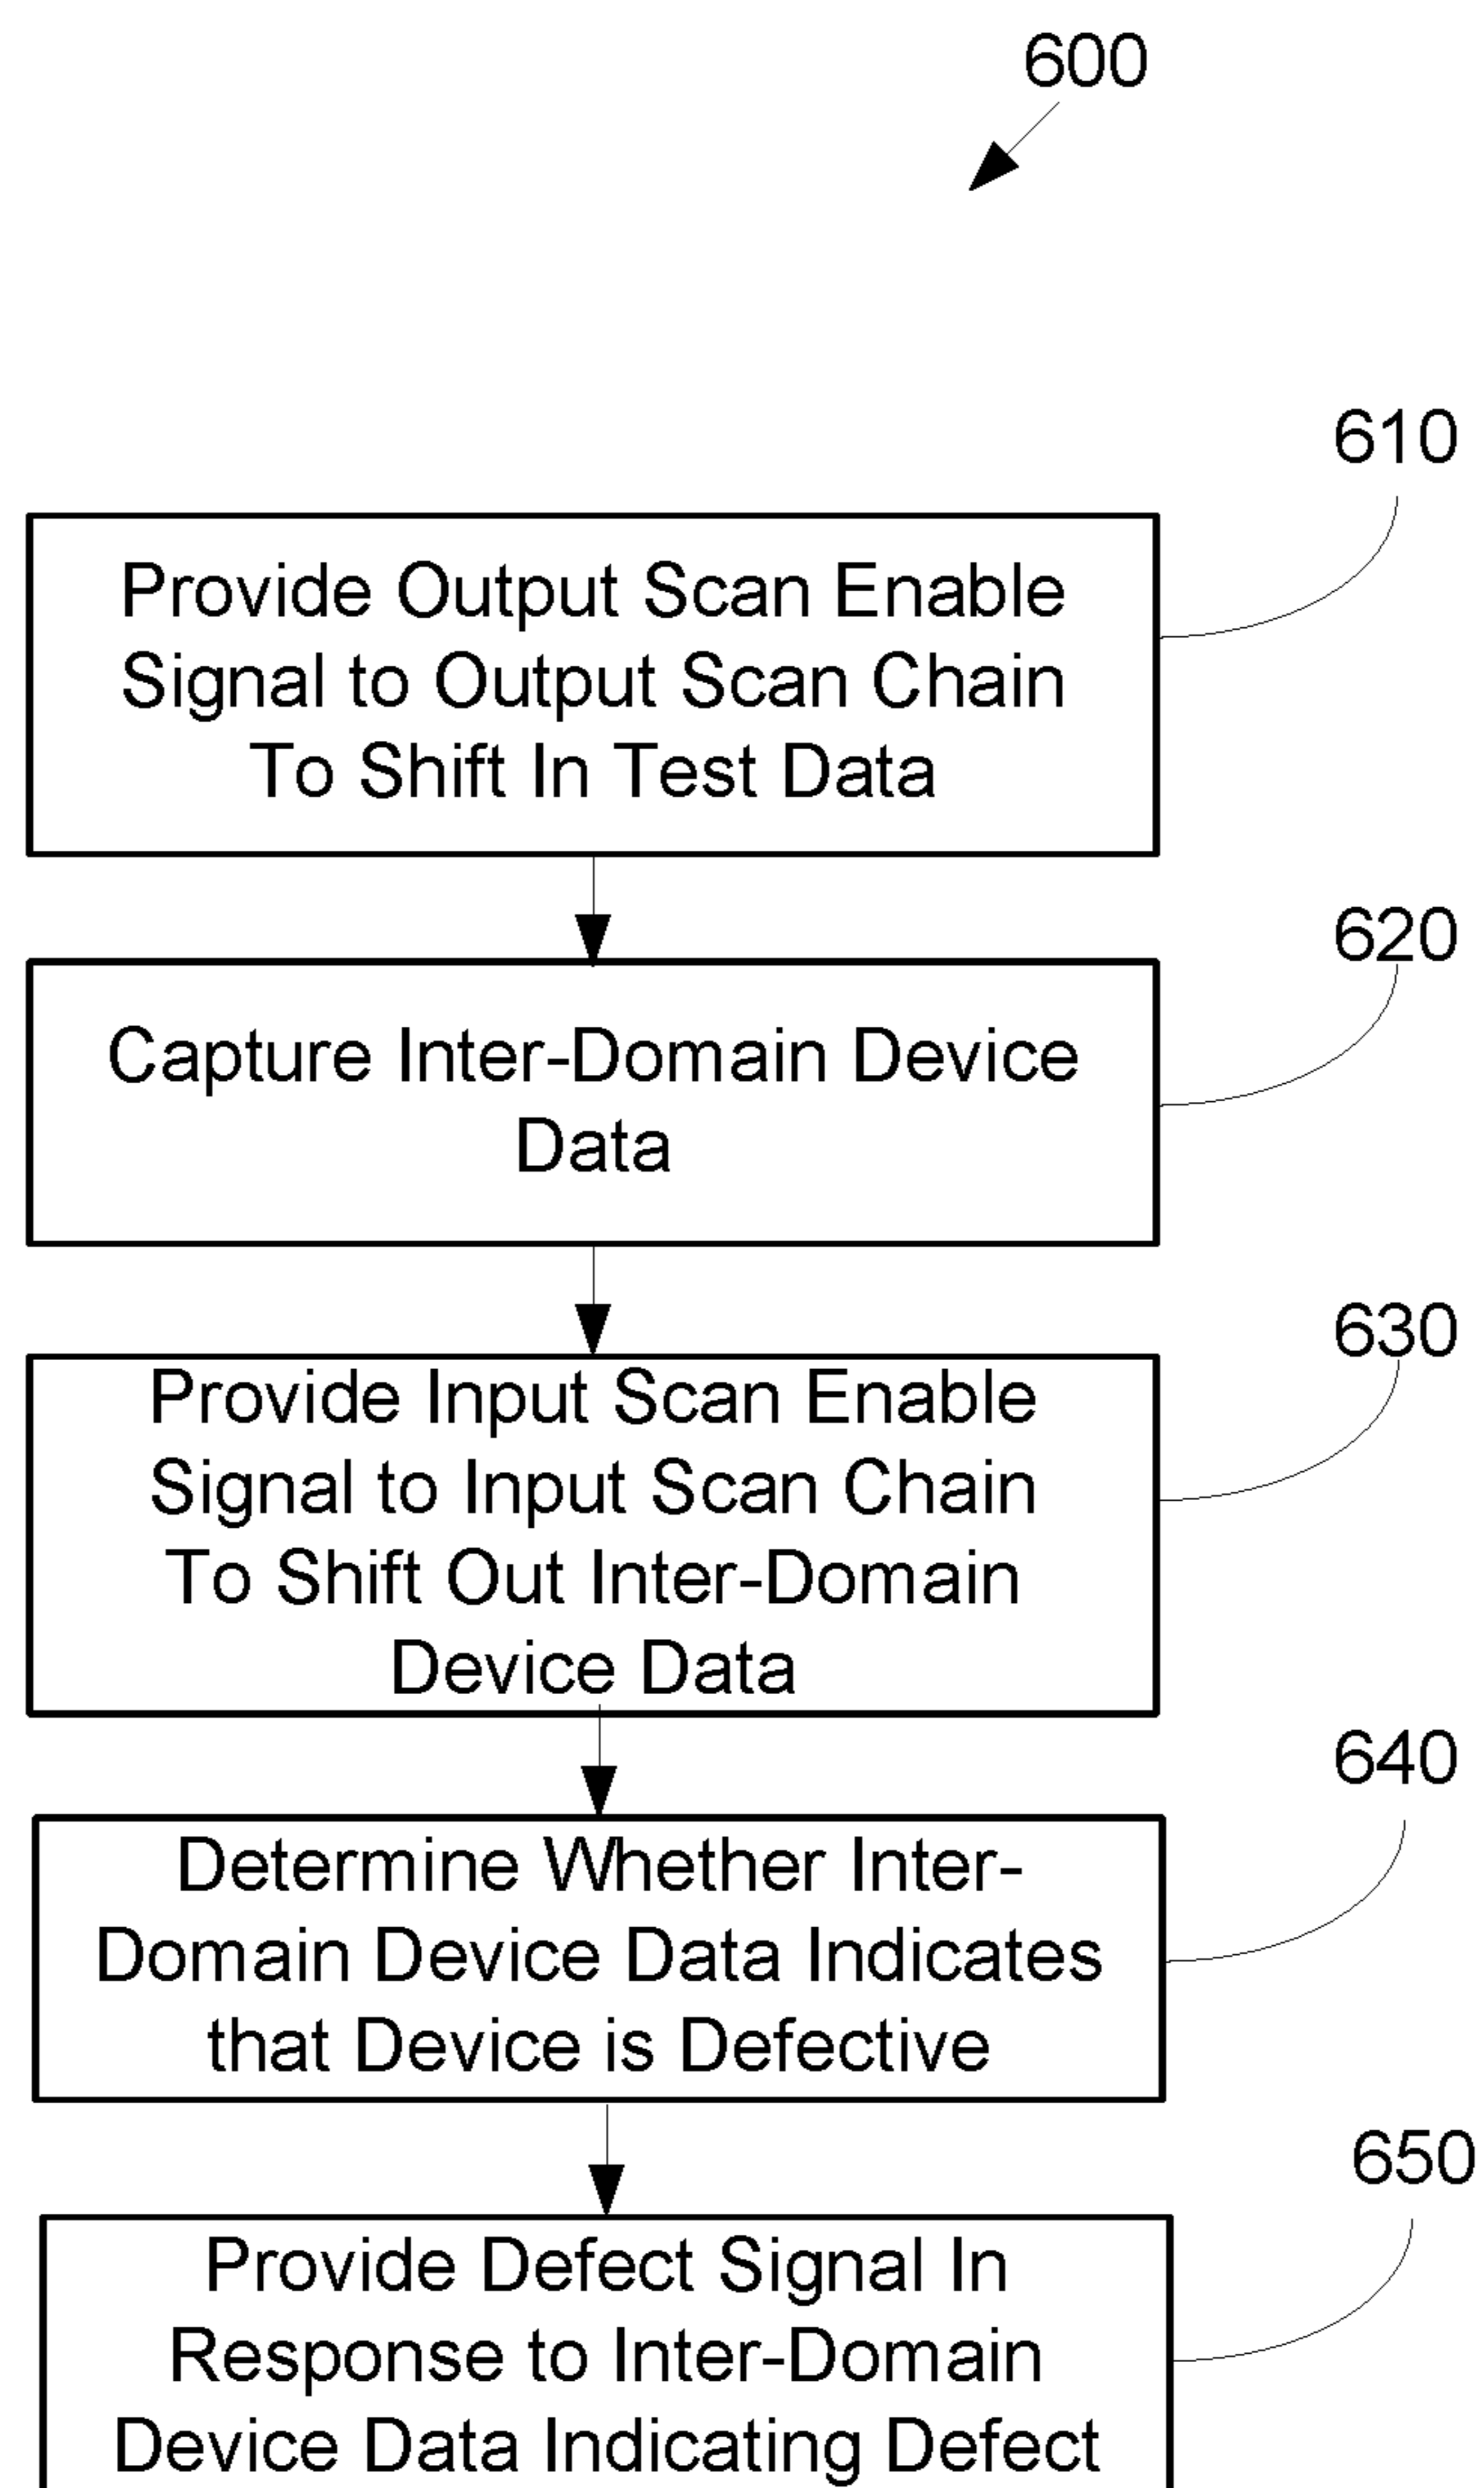 600
610
Provide Output Scan Enable
Signal to Output Scan Chain
To Shift In Test Data
620
Capture Inter-Domain Device
Data
630
Provide Input Scan Enable
Signal to Input Scan Chain
To Shift Out Inter-Domain
Device Data
640
Determine Whether Inter-
Domain Device Data Indicates
that Device is Defective
650
Provide Defect Signal In
Response to Inter-Domain
Device Data Indicating Defect